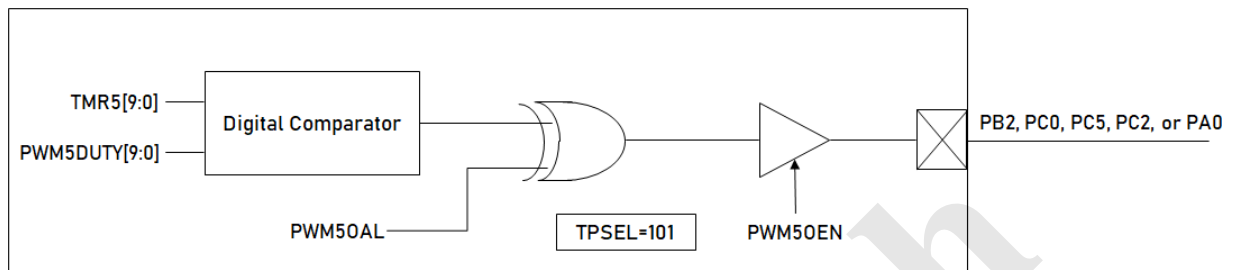 TMR5[9:0]
PWM5DUTY[9:0]
Digital Comparator
PWM5OAL
TPSEL=101
PWM5OEN
PB2, PC0, PC5, PC2, or PA0